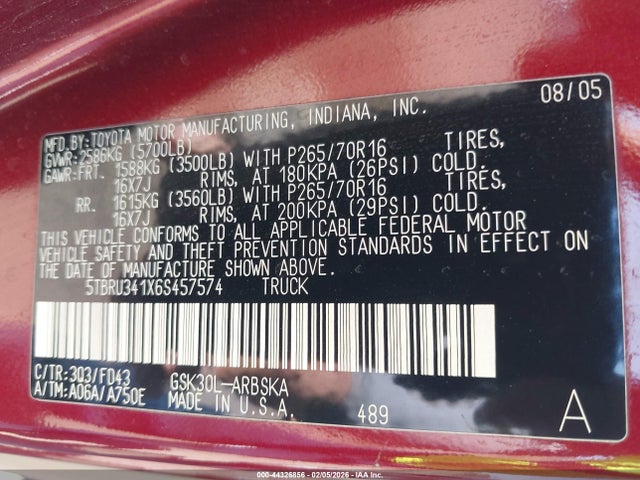 08/05
MFD.BY:TOYOTA MOTOR MANUFACTURING, INDIANA, INC.
GVWR:2586KG (5700LB)
GAWR:FRT. 1588KG (3500LB) WITH P265/70R16 TIRES,
16X7J RIMS, AT 180KPA (26PSI) COLD.
RR. 1615KG (3560LB) WITH P265/70R16 TIRES,
16X7J RIMS, AT 200KPA (29PSI) COLD.
THIS VEHICLE CONFORMS TO ALL APPLICABLE FEDERAL MOTOR
VEHICLE SAFETY AND THEFT PREVENTION STANDARDS IN EFFECT ON
THE DATE OF MANUFACTURE SHOWN ABOVE.
5TBRU341X6S457574 TRUCK
C/TR:3Q3/FD43 GSK30L-ARBSKA
A/TM:A06A/A750E MADE IN U.S.A. 489 A
000-44326856 - 02/05/2026 - IAA Inc.